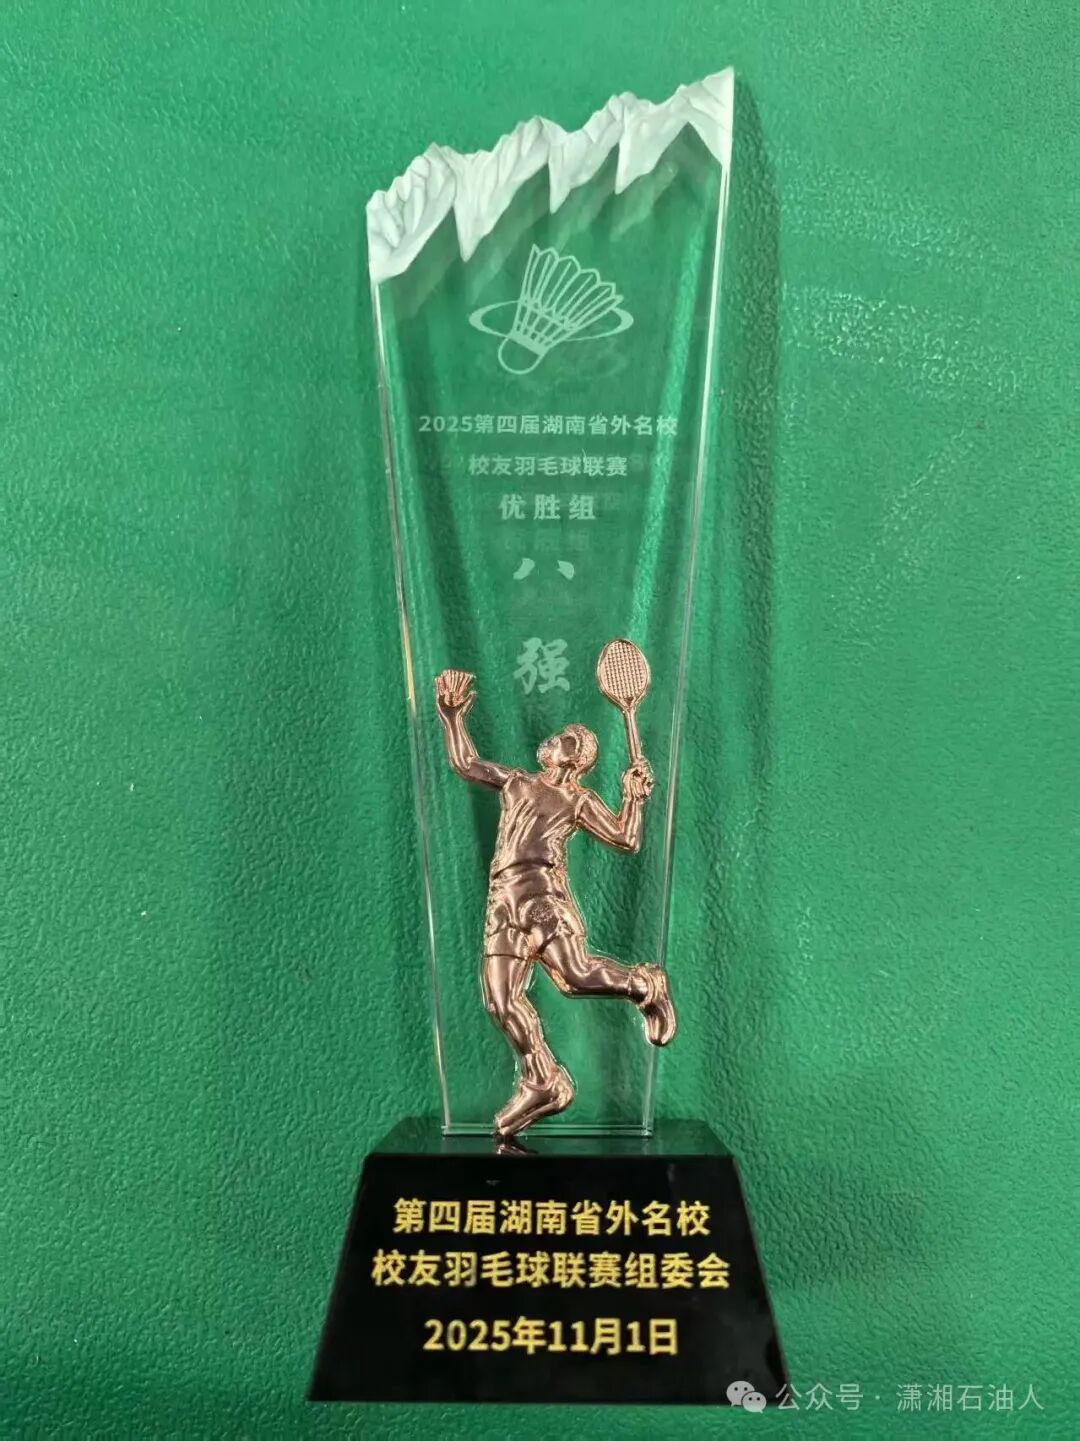 2025第四届湖南省外名校
校友羽毛球联赛
优胜组
八
强
第四届湖南省外名校
校友羽毛球联赛组委会
2025年11月1日
公众号·潇湘石油人